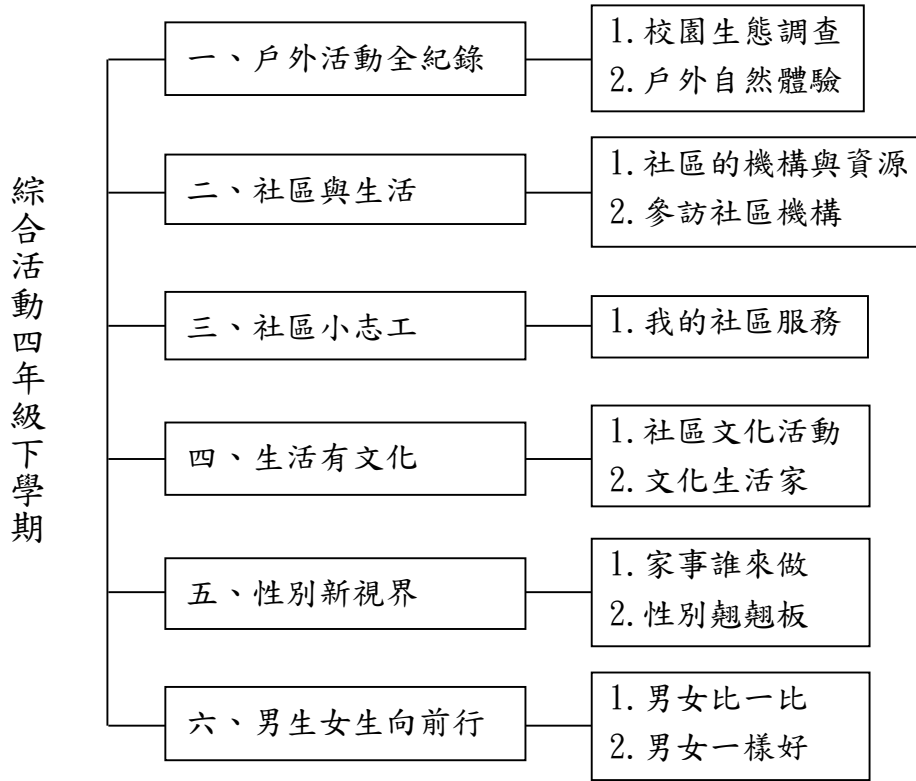 綜合活動四年級下學期
一、戶外活動全紀錄
1.校園生態調查
2.戶外自然體驗
二、社區與生活
1.社區的機構與資源
2.參訪社區機構
三、社區小志工
1.我的社區服務
四、生活有文化
1.社區文化活動
2.文化生活家
五、性別新視界
1.家事誰來做
2.性別翹翹板
六、男生女生向前行
1.男女比一比
2.男女一樣好